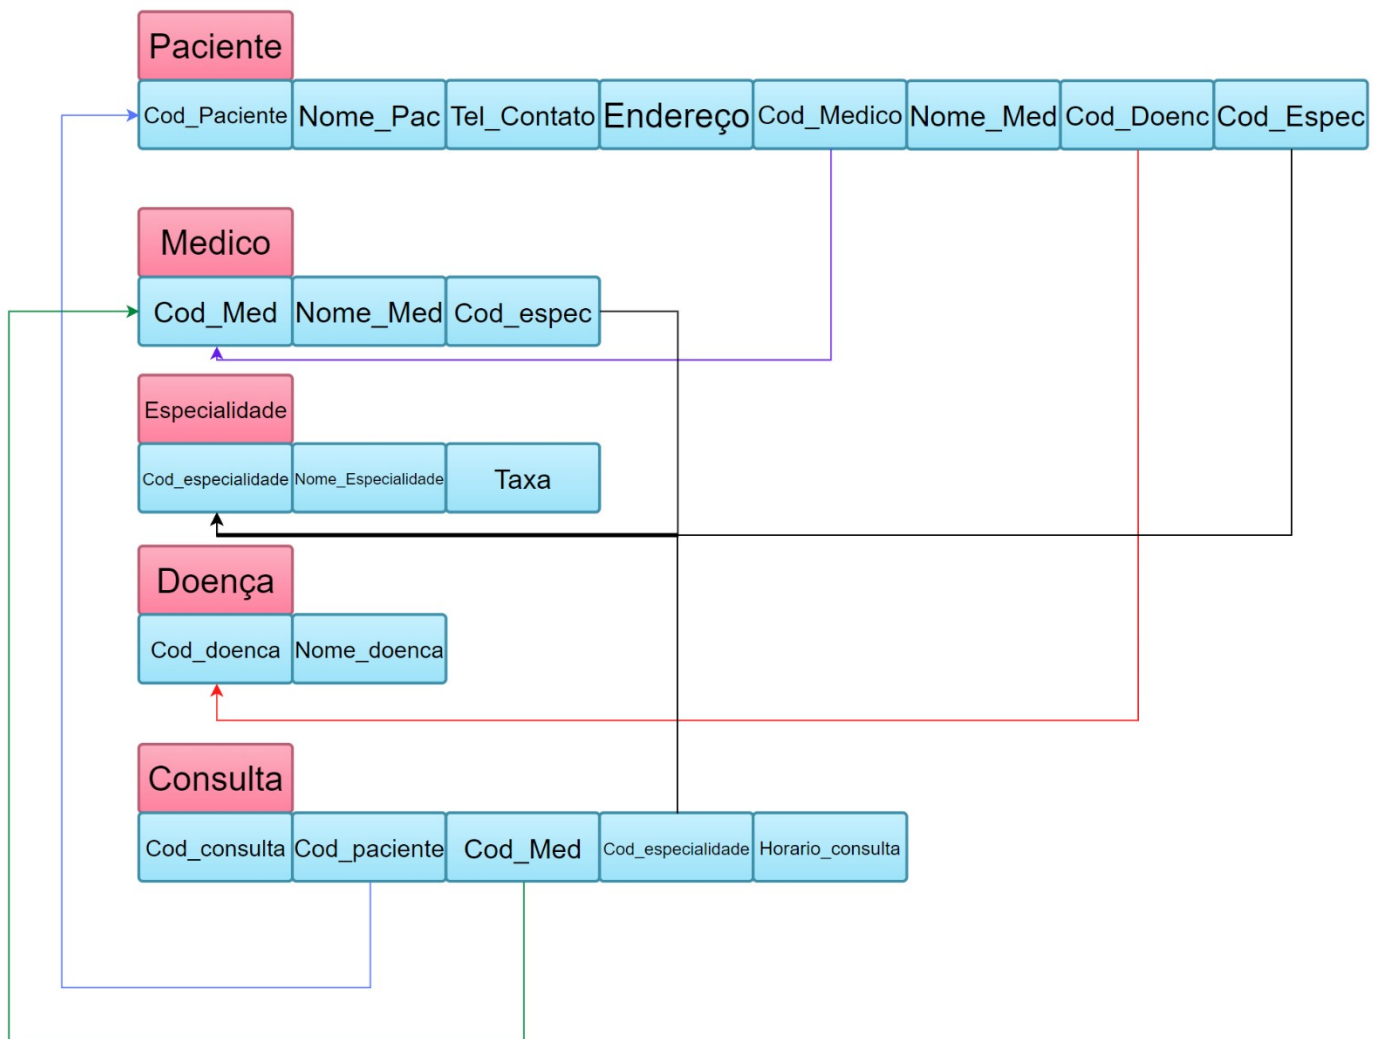 Paciente
Cod_Paciente Nome_Pac Tel_Contato Endereço Cod_Medico Nome_Med Cod_Doenc Cod_Espec
Medico
Cod_Med Nome_Med Cod_espec
Especialidade
Cod_especialidade Nome_Especialidade Taxa
Doença
Cod_doenca Nome_doenca
Consulta
Cod_consulta Cod_paciente Cod_Med Cod_especialidade Horario_consulta